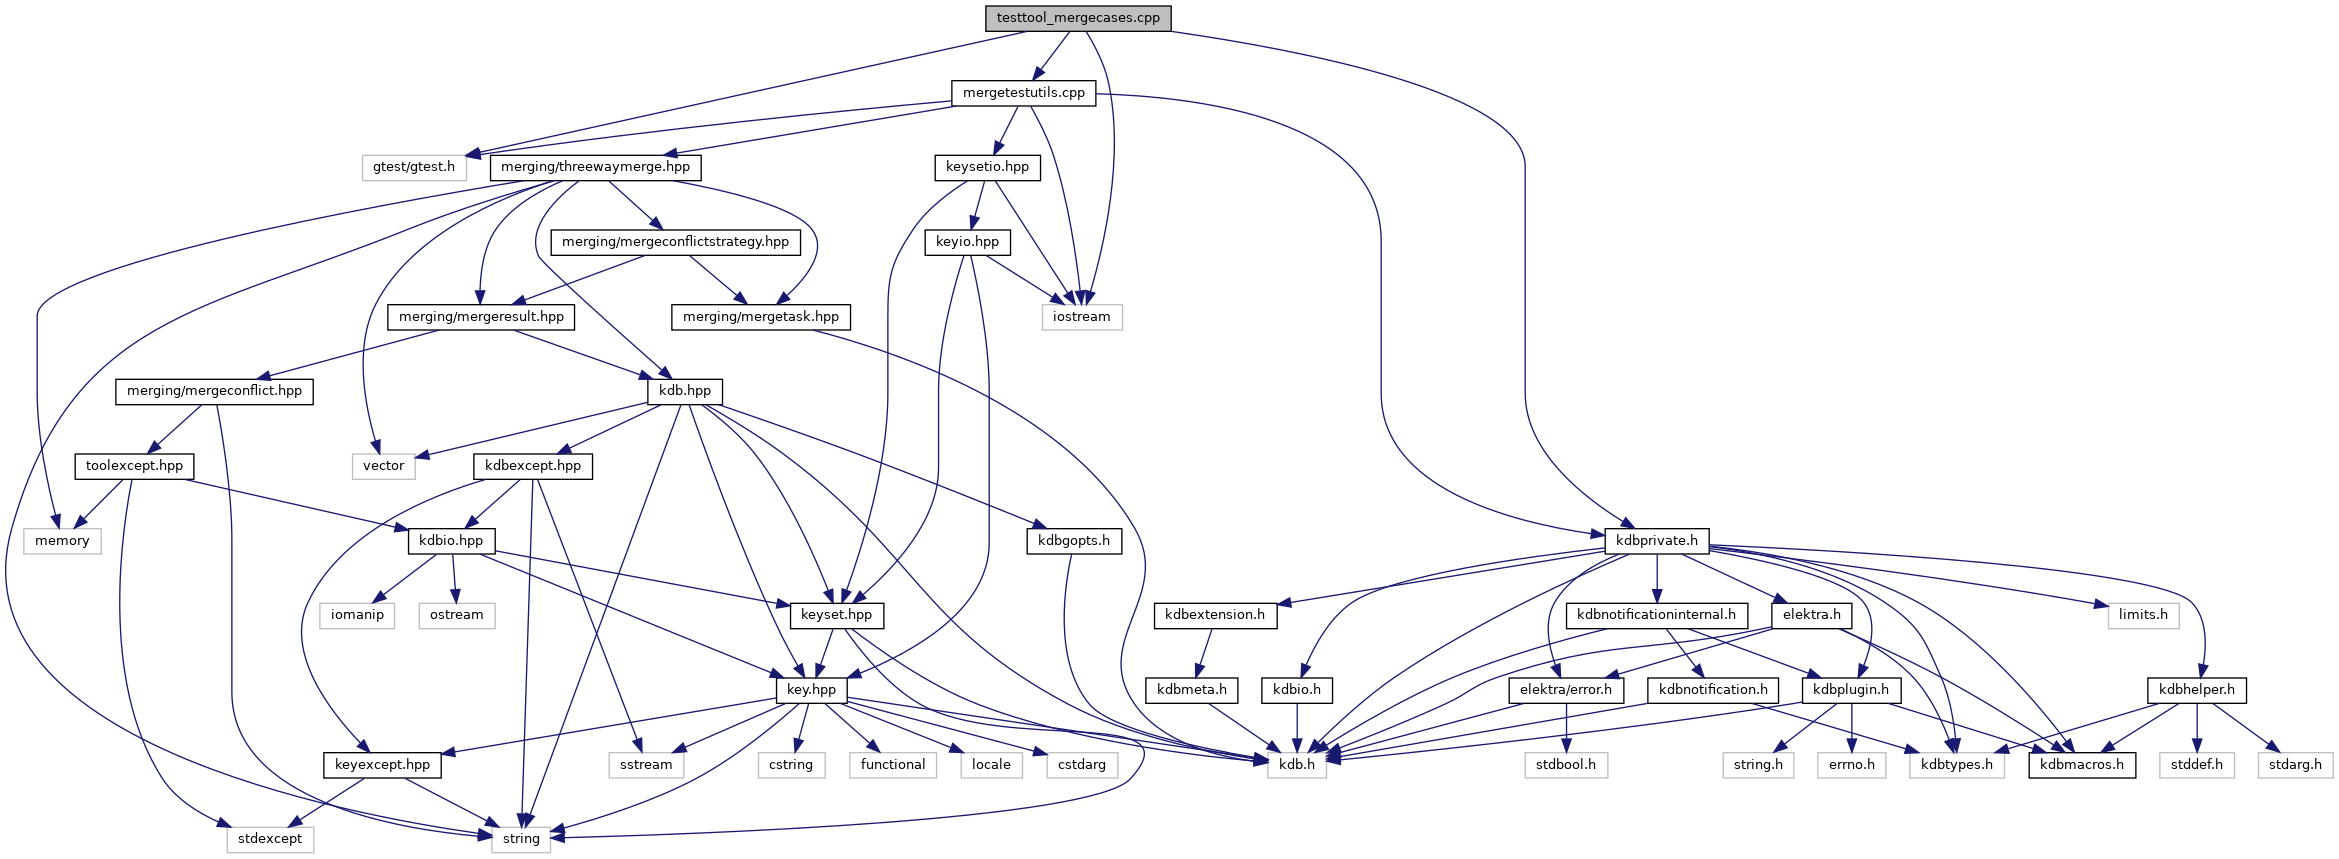 testtool_mergecases.cpp
mergetestutils.cpp
gtest/gtest.h
merging/threewaymerge.hpp
keysetio.hpp
merging/mergeconflictstrategy.hpp
keyio.hpp
merging/mergeresult.hpp
merging/mergetask.hpp
iostream
merging/mergeconflict.hpp
kdb.hpp
toolexcept.hpp
vector
kdbexcept.hpp
memory
kdbio.hpp
kdbgopts.h
kdbprivate.h
iomanip
ostream
keyset.hpp
kdbextension.h
kdbnotificationinternal.h
elektra.h
limits.h
key.hpp
kdbmeta.h
kdbio.h
elektra/error.h
kdbnotification.h
kdbplugin.h
kdbhelper.h
keyexcept.hpp
sstream
cstring
functional
locale
cstdarg
kdb.h
stdbool.h
string.h
errno.h
kdbtypes.h
kdbmacros.h
stddef.h
stdarg.h
stdexcept
string